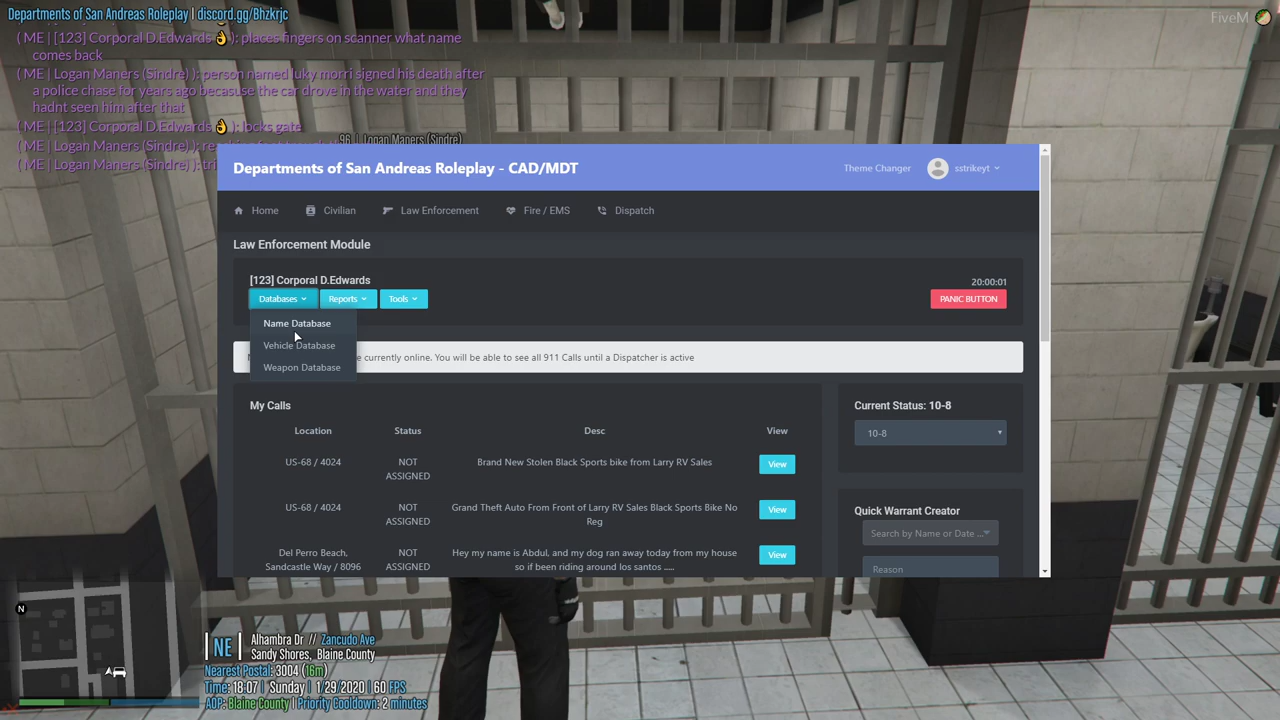 Departments of San Andreas Roleplay | discord.gg/Bhzkrjc
FiveM
( ME | [123] Corporal D.Edwards 👌 ): places fingers on scanner what name
comes back
( ME | Logan Maners (Sindre) ): person named luky morri signed his death after
a police chase for years ago becasuse the car drove in the water and they
hadnt seen him after that
( ME | [123] Corporal D.Edwards 👌 ): locks gate
96 | Logan Maners (Sindre)
( ME | Logan Maners (Sindre) ):
( ME | Logan Maners (Sindre) ):
Departments of San Andreas Roleplay - CAD/MDT
Theme Changer
sstrikeyt
Home
Civilian
Law Enforcement
Fire / EMS
Dispatch
Law Enforcement Module
[123] Corporal D.Edwards
20:00:01
Databases
Reports
Tools
PANIC BUTTON
Name Database
Vehicle Database
Weapon Database
currently online. You will be able to see all 911 Calls until a Dispatcher is active
My Calls
Location Status Desc View
US-68 / 4024
NOT
ASSIGNED
Brand New Stolen Black Sports bike from Larry RV Sales
View
US-68 / 4024
NOT
ASSIGNED
Grand Theft Auto From Front of Larry RV Sales Black Sports Bike No
Reg
View
Del Perro Beach,
Sandcastle Way / 8096
NOT
ASSIGNED
Hey my name is Abdul, and my dog ran away today from my house
so if been riding around los santos .....
View
Current Status: 10-8
10-8
Quick Warrant Creator
Search by Name or Date ...
Reason
N
NE
Alhambra Dr // Zancudo Ave
Sandy Shores, Blaine County
Nearest Postal: 3004 (16m)
Time: 18:07 | Sunday | 1/29/2020 | 60 FPS
AOP: Blaine County | Priority Cooldown: 2 minutes